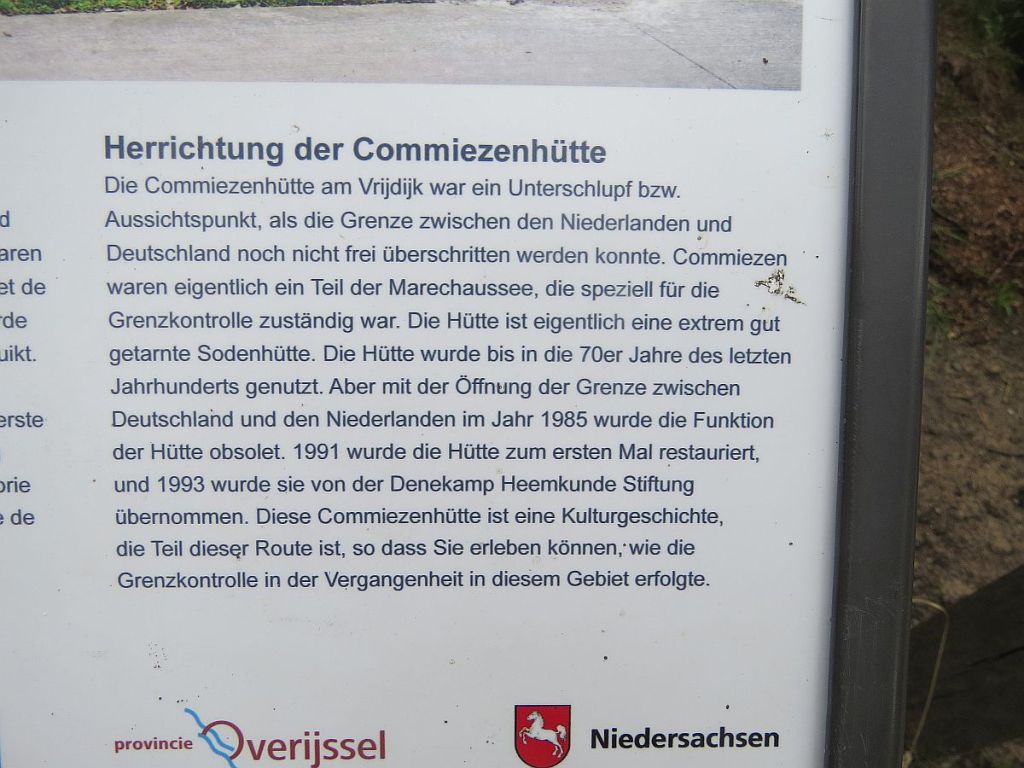 Herrichtung der Commiezenhütte
Die Commiezenhütte am Vrijdijk war ein Unterschlupf bzw.
Aussichtspunkt, als die Grenze zwischen den Niederlanden und
Deutschland noch nicht frei überschritten werden konnte. Commiezen
waren eigentlich ein Teil der Marechaussee, die speziell für die
Grenzkontrolle zuständig war. Die Hütte ist eigentlich eine extrem gut
getarnte Sodenhütte. Die Hütte wurde bis in die 70er Jahre des letzten
Jahrhunderts genutzt. Aber mit der Öffnung der Grenze zwischen
Deutschland und den Niederlanden im Jahr 1985 wurde die Funktion
der Hütte obsolet. 1991 wurde die Hütte zum ersten Mal restauriert,
und 1993 wurde sie von der Denekamp Heemkunde Stiftung
übernommen. Diese Commiezenhütte ist eine Kulturgeschichte,
die Teil dieser Route ist, so dass Sie erleben können, wie die
Grenzkontrolle in der Vergangenheit in diesem Gebiet erfolgte.
provincie Overijssel
Niedersachsen